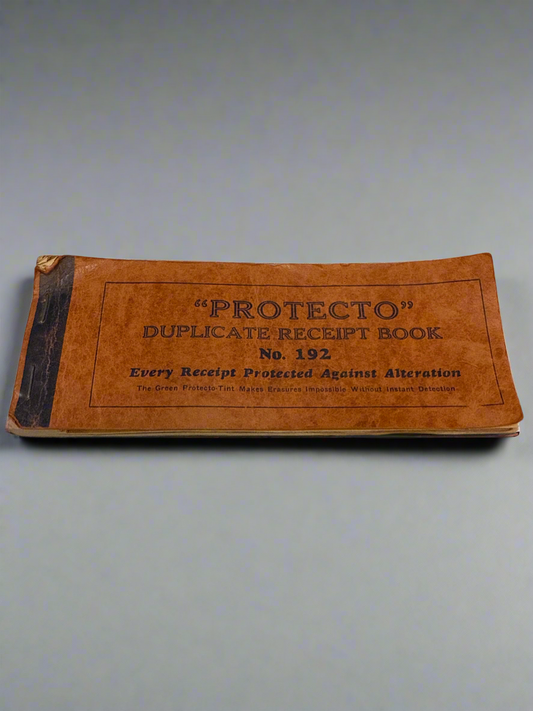 “PROTECTO”
DUPLICATE RECEIPT BOOK
No. 192
Every Receipt Protected Against Alteration
The Green Protecto-Tint Makes Erasures Impossible Without Instant Detection.